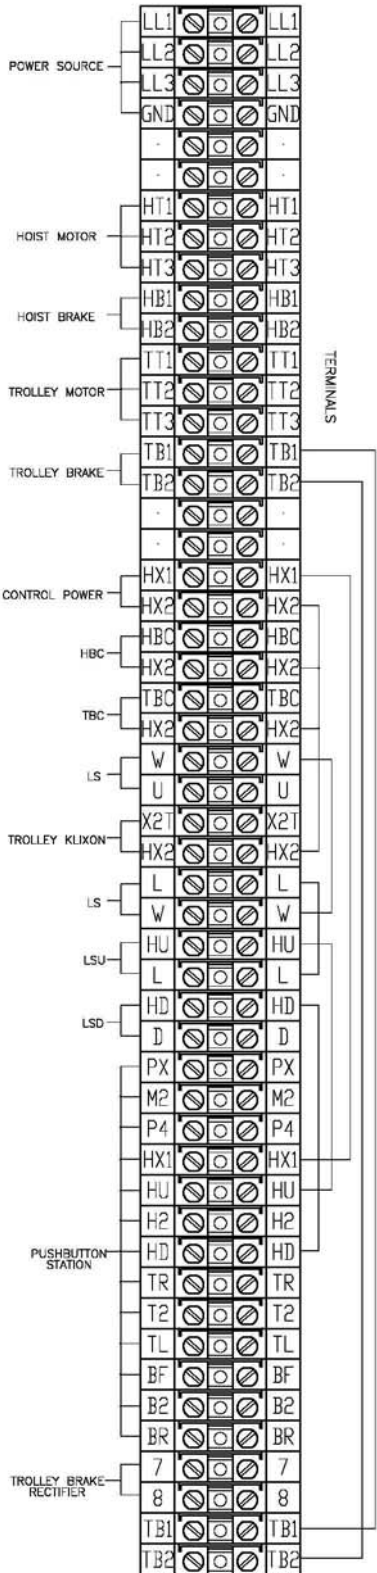 LL1 LL1
POWER SOURCE
LL2 LL2
LL3 LL3
GND GND
. .
. .
HT1 HT1
HOIST MOTOR HT2 HT2
HT3 HT3
HB1 HB1
HOIST BRAKE
HB2 HB2
TT1 TT1
TERMINALS
TROLLEY MOTOR TT2 TT2
TT3 TT3
TB1 TB1
TROLLEY BRAKE
TB2 TB2
. .
. .
HX1 HX1
CONTROL POWER
HX2 HX2
HBC HBC
HBC
HX2 HX2
TBC TBC
TBC
HX2 HX2
W W
LS
U U
X2T X2T
TROLLEY KLIXON
HX2 HX2
L L
LS
W W
HU HU
LSU
L L
HD HD
LSD
D D
PX PX
M2 M2
P4 P4
HX1 HX1
HU HU
H2 H2
PUSHBUTTON HD HD
STATION
TR TR
T2 T2
TL TL
BF BF
B2 B2
BR BR
7 7
TROLLEY BRAKE
RECTIFIER
8 8
TB1 TB1
TB2 TB2